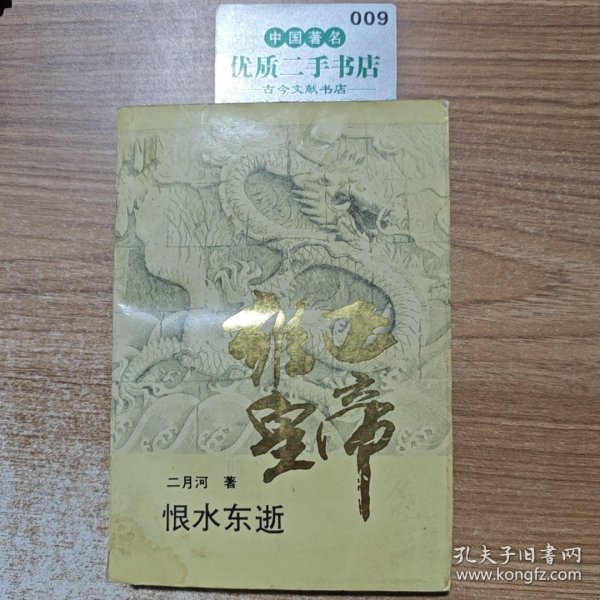 009
中国著名
优质二手书店
古今文献书店
雍正
皇帝
二月河 著
恨水东逝
孔夫子旧书网
www.kongfz.com